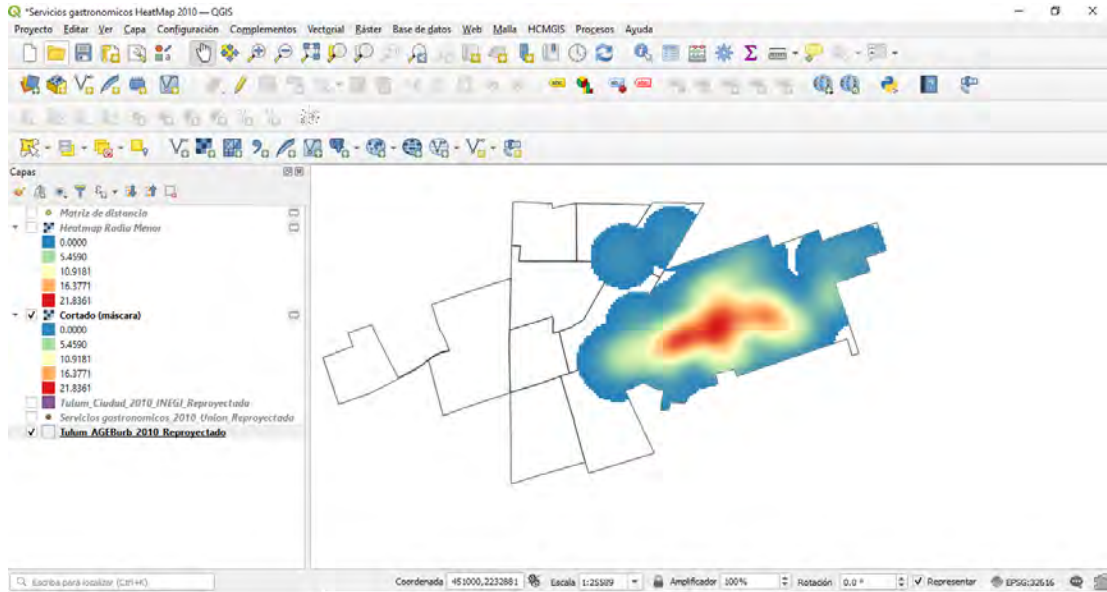 *Servicios gastronomicos HeatMap 2010 — QGIS
Proyecto Editar Ver Capa Configuración Complementos Vectorial Ráster Base de datos Web Malla HCMGIS Procesos Ayuda
Capas
Matriz de distancia
Heatmap Radio Menor
0.0000
5.4590
10.9181
16.3771
21.8361
Cortado (máscara)
0.0000
5.4590
10.9181
16.3771
21.8361
Tulum_Ciudad_2010_INEGI_Reproyectado
Servicios gastronomicos_2010_Union_Reproyectado
Tulum_AGEBurb_2010_Reproyectado
Escriba para localizar (Ctrl+K) Coordenada 451000,2232881 Escala 1:25589 Amplificador 100% Rotación 0.0 ° Representar EPSG:32616